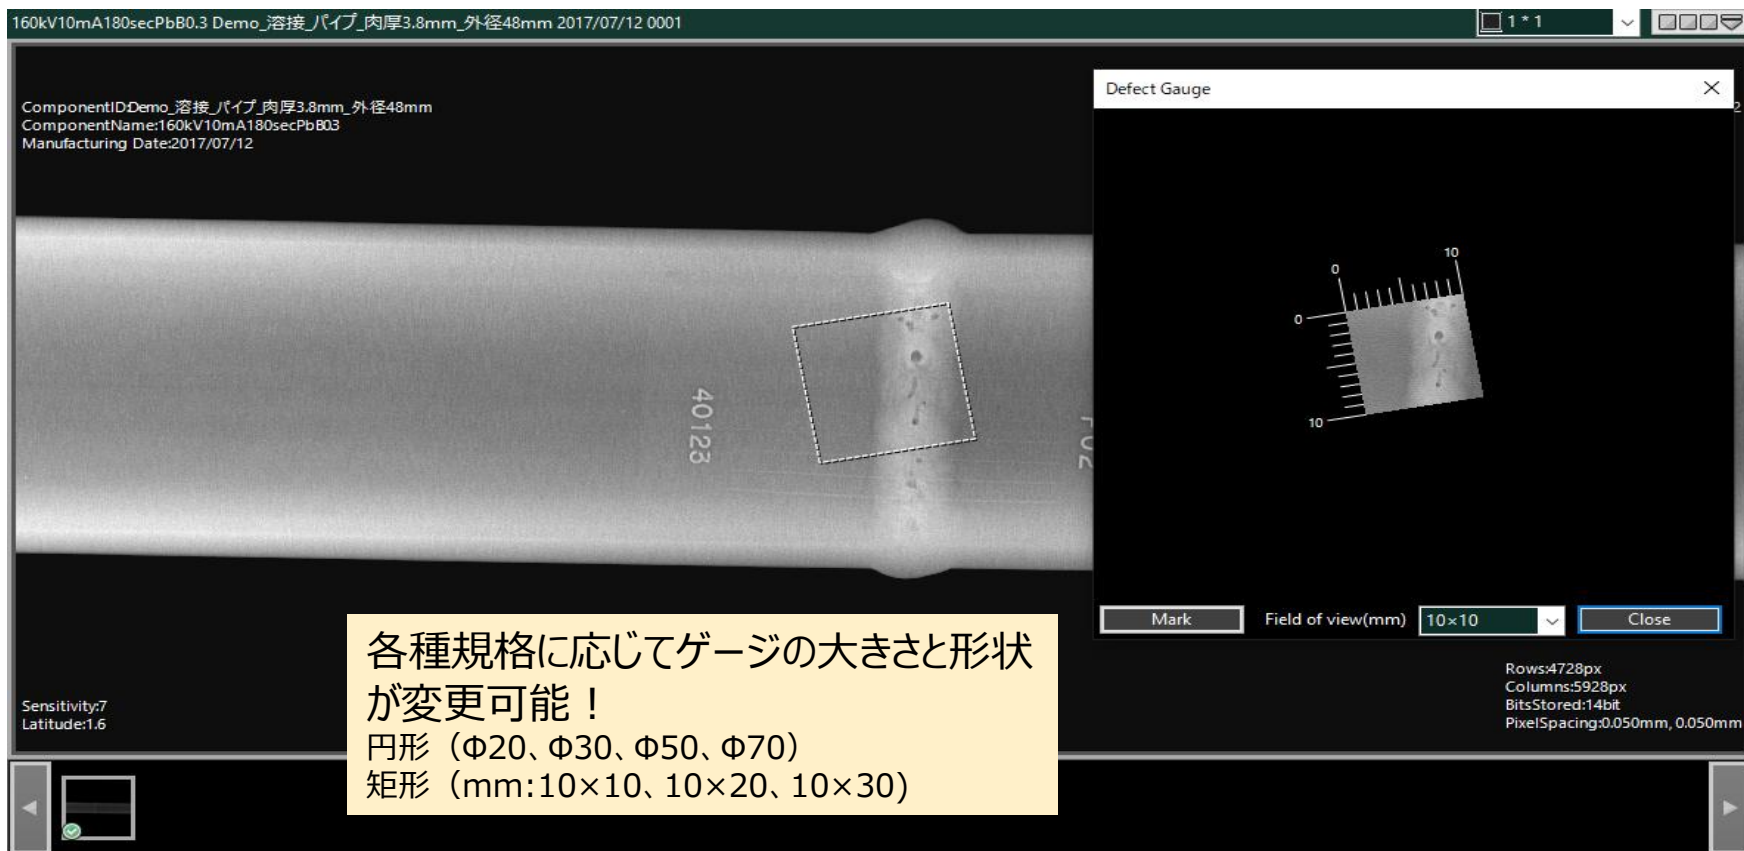 160kV10mA180secPbB0.3 Demo_溶接_パイプ_肉厚3.8mm_外径48mm 2017/07/12 0001
1 * 1
ComponentID:Demo_溶接_パイプ_肉厚3.8mm_外径48mm
ComponentName:160kV10mA180secPbB0.3
Manufacturing Date:2017/07/12
Defect Gauge
2
0
10
0
10
40123
Mark
Field of view(mm)
10×10
Close
各種規格に応じてゲージの大きさと形状
が変更可能！
円形（Φ20、Φ30、Φ50、Φ70）
矩形（mm:10×10、10×20、10×30)
Sensitivity:7
Latitude:1.6
Rows:4728px
Columns:5928px
BitsStored:14bit
PixelSpacing:0.050mm, 0.050mm